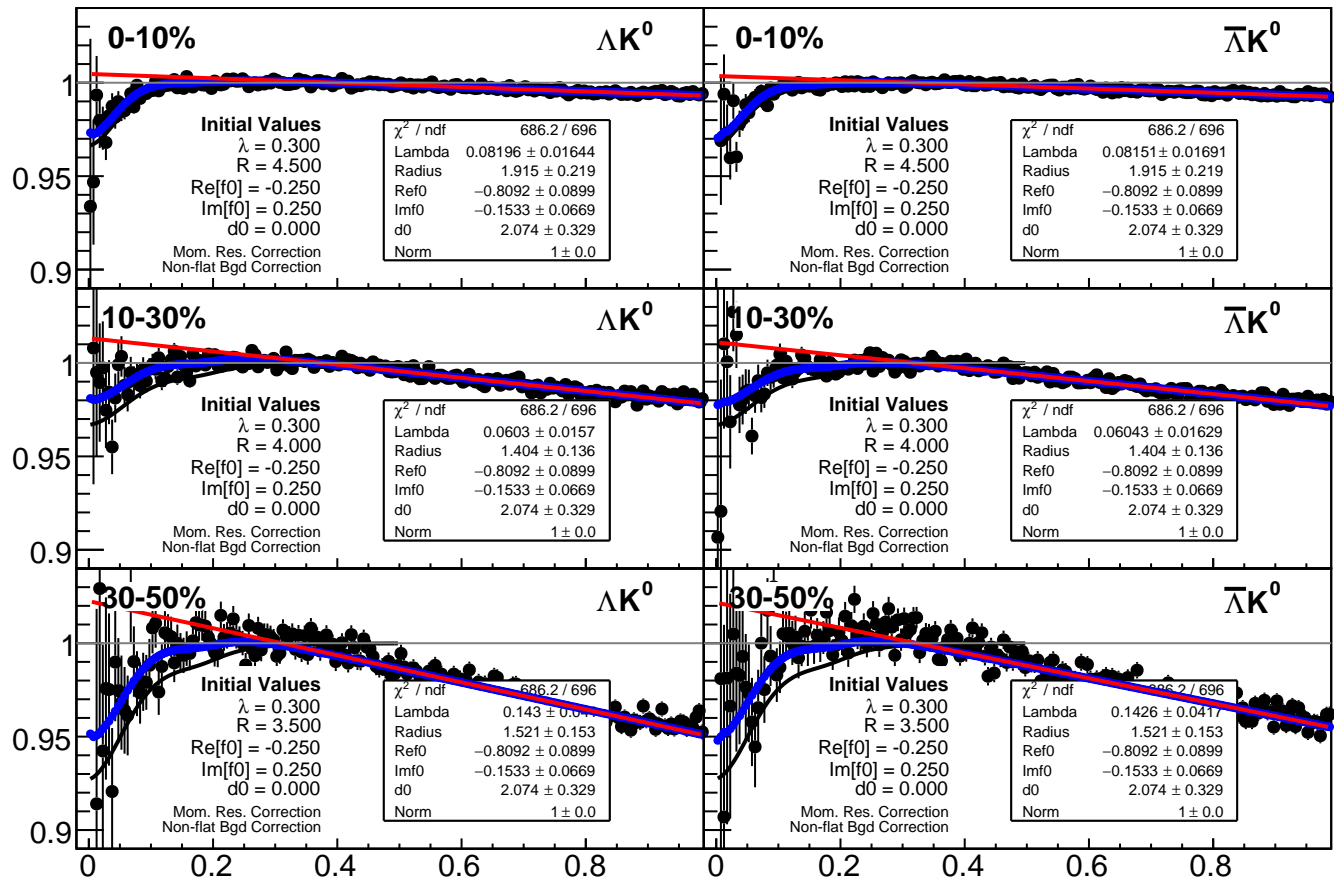 0-10%
ΛK⁰
1
0.95
0.9
Initial Values
λ = 0.300
R = 4.500
Re[f0] = -0.250
Im[f0] = 0.250
d0 = 0.000
Mom. Res. Correction
Non-flat Bgd Correction
χ² / ndf 686.2 / 696
Lambda 0.08196 ± 0.01644
Radius 1.915 ± 0.219
Ref0 −0.8092 ± 0.0899
Imf0 −0.1533 ± 0.0669
d0 2.074 ± 0.329
Norm 1 ± 0.0
0-10%
Λ̅K⁰
Initial Values
λ = 0.300
R = 4.500
Re[f0] = -0.250
Im[f0] = 0.250
d0 = 0.000
Mom. Res. Correction
Non-flat Bgd Correction
χ² / ndf 686.2 / 696
Lambda 0.08151 ± 0.01691
Radius 1.915 ± 0.219
Ref0 −0.8092 ± 0.0899
Imf0 −0.1533 ± 0.0669
d0 2.074 ± 0.329
Norm 1 ± 0.0
10-30%
ΛK⁰
1
0.95
0.9
Initial Values
λ = 0.300
R = 4.000
Re[f0] = -0.250
Im[f0] = 0.250
d0 = 0.000
Mom. Res. Correction
Non-flat Bgd Correction
χ² / ndf 686.2 / 696
Lambda 0.0603 ± 0.0157
Radius 1.404 ± 0.136
Ref0 −0.8092 ± 0.0899
Imf0 −0.1533 ± 0.0669
d0 2.074 ± 0.329
Norm 1 ± 0.0
10-30%
Λ̅K⁰
Initial Values
λ = 0.300
R = 4.000
Re[f0] = -0.250
Im[f0] = 0.250
d0 = 0.000
Mom. Res. Correction
Non-flat Bgd Correction
χ² / ndf 686.2 / 696
Lambda 0.06043 ± 0.01629
Radius 1.404 ± 0.136
Ref0 −0.8092 ± 0.0899
Imf0 −0.1533 ± 0.0669
d0 2.074 ± 0.329
Norm 1 ± 0.0
30-50%
ΛK⁰
1
0.95
0.9
Initial Values
λ = 0.300
R = 3.500
Re[f0] = -0.250
Im[f0] = 0.250
d0 = 0.000
Mom. Res. Correction
Non-flat Bgd Correction
χ² / ndf 686.2 / 696
Lambda 0.143 ±
Radius 1.521 ± 0.153
Ref0 −0.8092 ± 0.0899
Imf0 −0.1533 ± 0.0669
d0 2.074 ± 0.329
Norm 1 ± 0.0
30-50%
Λ̅K⁰
Initial Values
λ = 0.300
R = 3.500
Re[f0] = -0.250
Im[f0] = 0.250
d0 = 0.000
Mom. Res. Correction
Non-flat Bgd Correction
χ² / ndf 686.2 / 696
Lambda 0.1426 ± 0.0417
Radius 1.521 ± 0.153
Ref0 −0.8092 ± 0.0899
Imf0 −0.1533 ± 0.0669
d0 2.074 ± 0.329
Norm 1 ± 0.0
0 0.2 0.4 0.6 0.8 0 0.2 0.4 0.6 0.8